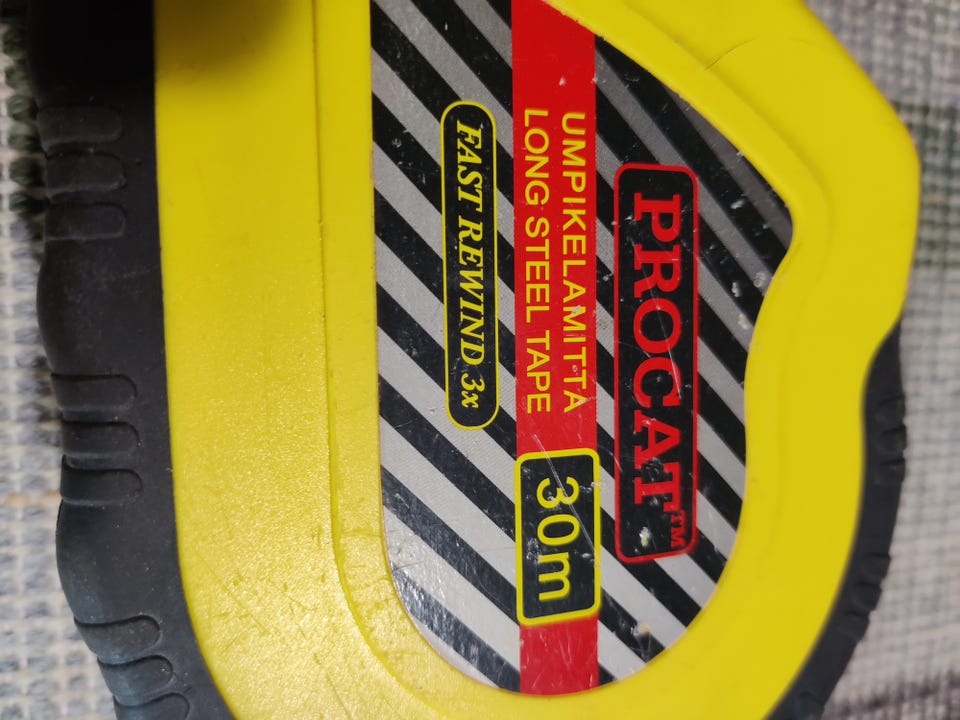 PROCAT™
UMPIKELAMITTA
LONG STEEL TAPE
30m
FAST REWIND 3x